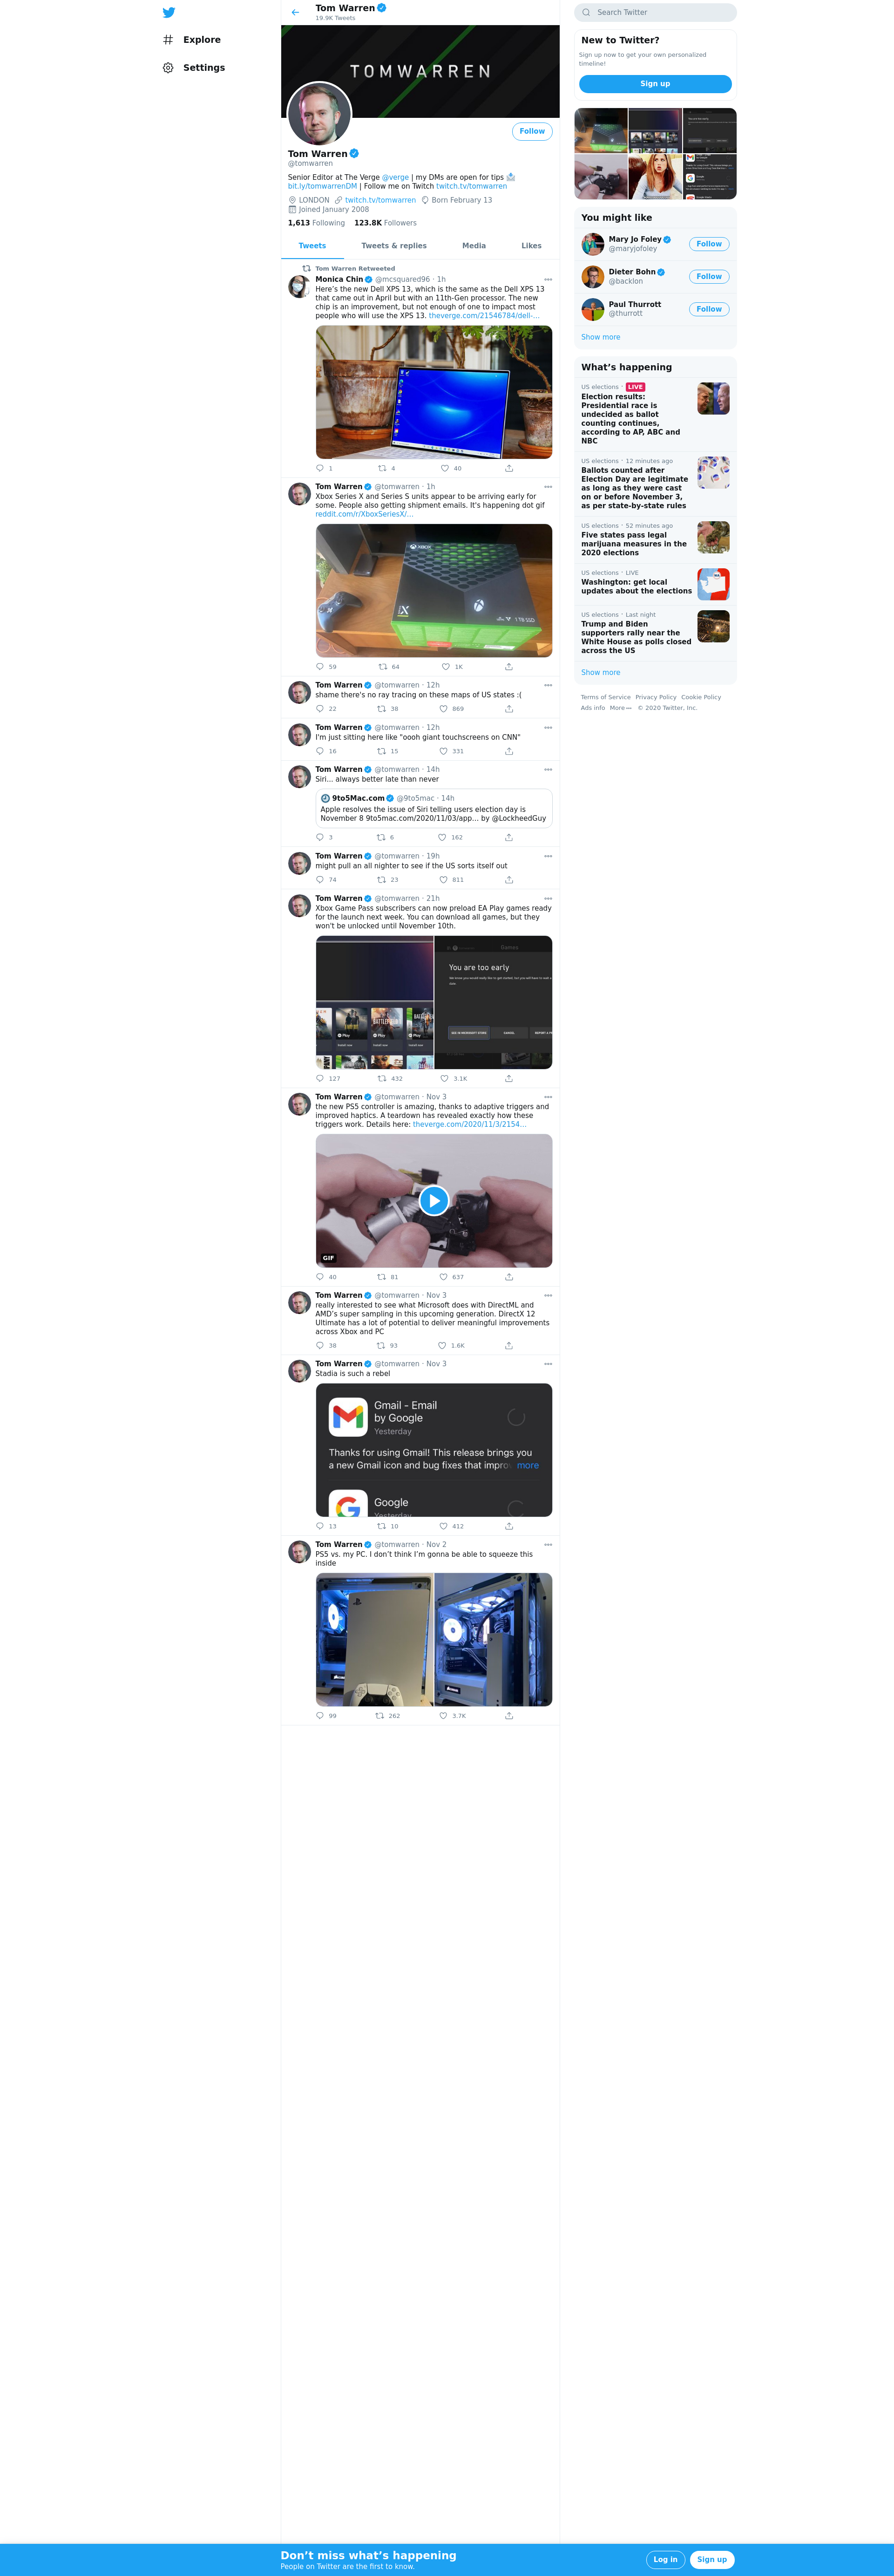 Explore
Settings
Tom Warren
19.9K Tweets
TOMWARREN
Follow
Tom Warren
@tomwarren
Senior Editor at The Verge @verge | my DMs are open for tips
bit.ly/tomwarrenDM | Follow me on Twitch twitch.tv/tomwarren
LONDON twitch.tv/tomwarren Born February 13
Joined January 2008
1,613 Following 123.8K Followers
Tweets Tweets & replies Media Likes
Tom Warren Retweeted
Monica Chin @mcsquared96 · 1h
Here’s the new Dell XPS 13, which is the same as the Dell XPS 13
that came out in April but with an 11th-Gen processor. The new
chip is an improvement, but not enough of one to impact most
people who will use the XPS 13. theverge.com/21546784/dell-…
1 4 40
Tom Warren @tomwarren · 1h
Xbox Series X and Series S units appear to be arriving early for
some. People also getting shipment emails. It's happening dot gif
reddit.com/r/XboxSeriesX/…
XBOX
1TB SSD
59 64 1K
Tom Warren @tomwarren · 12h
shame there's no ray tracing on these maps of US states :(
22 38 869
Tom Warren @tomwarren · 12h
I'm just sitting here like "oooh giant touchscreens on CNN"
16 15 331
Tom Warren @tomwarren · 14h
Siri... always better late than never
9to5Mac.com @9to5mac · 14h
Apple resolves the issue of Siri telling users election day is
November 8 9to5mac.com/2020/11/03/app… by @LockheedGuy
3 6 162
Tom Warren @tomwarren · 19h
might pull an all nighter to see if the US sorts itself out
74 23 811
Tom Warren @tomwarren · 21h
Xbox Game Pass subscribers can now preload EA Play games ready
for the launch next week. You can download all games, but they
won't be unlocked until November 10th.
Games
You are too early
SEE IN MICROSOFT STORE CANCEL
127 432 3.1K
Tom Warren @tomwarren · Nov 3
the new PS5 controller is amazing, thanks to adaptive triggers and
improved haptics. A teardown has revealed exactly how these
triggers work. Details here: theverge.com/2020/11/3/2154…
GIF
40 81 637
Tom Warren @tomwarren · Nov 3
really interested to see what Microsoft does with DirectML and
AMD’s super sampling in this upcoming generation. DirectX 12
Ultimate has a lot of potential to deliver meaningful improvements
across Xbox and PC
38 93 1.6K
Tom Warren @tomwarren · Nov 3
Stadia is such a rebel
Gmail - Email
by Google
Yesterday
Thanks for using Gmail! This release brings you
a new Gmail icon and bug fixes that impro more
Google
Yesterday
13 10 412
Tom Warren @tomwarren · Nov 2
PS5 vs. my PC. I don’t think I’m gonna be able to squeeze this
inside
99 262 3.7K
Search Twitter
New to Twitter?
Sign up now to get your own personalized
timeline!
Sign up
You might like
Mary Jo Foley
@maryjofoley
Follow
Dieter Bohn
@backlon
Follow
Paul Thurrott
@thurrott
Follow
Show more
What’s happening
US elections · LIVE
Election results:
Presidential race is
undecided as ballot
counting continues,
according to AP, ABC and
NBC
US elections · 12 minutes ago
Ballots counted after
Election Day are legitimate
as long as they were cast
on or before November 3,
as per state-by-state rules
US elections · 52 minutes ago
Five states pass legal
marijuana measures in the
2020 elections
US elections · LIVE
Washington: get local
updates about the elections
US elections · Last night
Trump and Biden
supporters rally near the
White House as polls closed
across the US
Show more
Terms of Service Privacy Policy Cookie Policy
Ads info More © 2020 Twitter, Inc.
Don’t miss what’s happening
People on Twitter are the first to know.
Log in Sign up